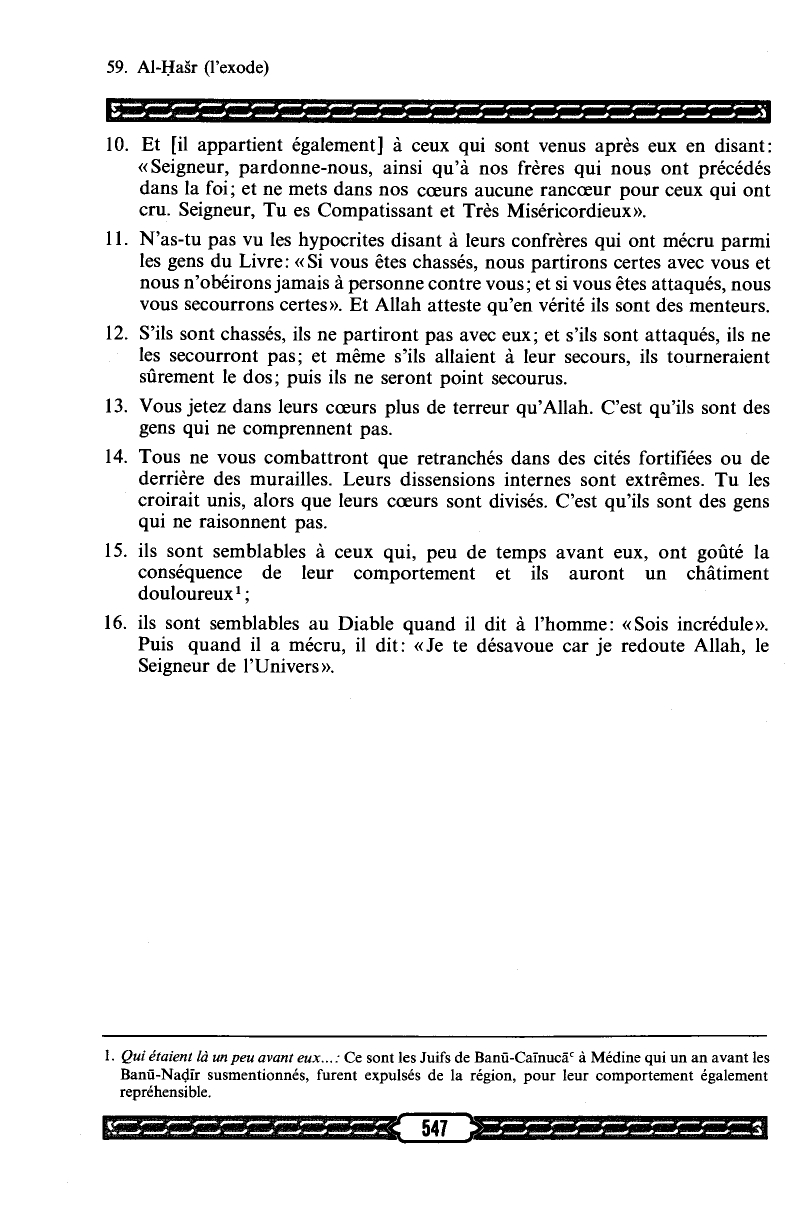 59. Al-Ḥašr (l'exode)
10. Et [il appartient également] à ceux qui sont venus après eux en disant:
«Seigneur, pardonne-nous, ainsi qu'à nos frères qui nous ont précédés
dans la foi; et ne mets dans nos cœurs aucune rancœur pour ceux qui ont
cru. Seigneur, Tu es Compatissant et Très Miséricordieux».
11. N'as-tu pas vu les hypocrites disant à leurs confrères qui ont mécru parmi
les gens du Livre: «Si vous êtes chassés, nous partirons certes avec vous et
nous n'obéirons jamais à personne contre vous; et si vous êtes attaqués, nous
vous secourrons certes». Et Allah atteste qu'en vérité ils sont des menteurs.
12. S'ils sont chassés, ils ne partiront pas avec eux; et s'ils sont attaqués, ils ne
les secourront pas; et même s'ils allaient à leur secours, ils tourneraient
sûrement le dos; puis ils ne seront point secourus.
13. Vous jetez dans leurs cœurs plus de terreur qu'Allah. C'est qu'ils sont des
gens qui ne comprennent pas.
14. Tous ne vous combattront que retranchés dans des cités fortifiées ou de
derrière des murailles. Leurs dissensions internes sont extrêmes. Tu les
croirait unis, alors que leurs cœurs sont divisés. C'est qu'ils sont des gens
qui ne raisonnent pas.
15. ils sont semblables à ceux qui, peu de temps avant eux, ont goûté la
conséquence de leur comportement et ils auront un châtiment
douloureux¹;
16. ils sont semblables au Diable quand il dit à l'homme: «Sois incrédule».
Puis quand il a mécru, il dit: «Je te désavoue car je redoute Allah, le
Seigneur de l'Univers».
1. Qui étaient là un peu avant eux...: Ce sont les Juifs de Banū-Caīnucāᶜ à Médine qui un an avant les
Banū-Naḍīr susmentionnés, furent expulsés de la région, pour leur comportement également
repréhensible.
547